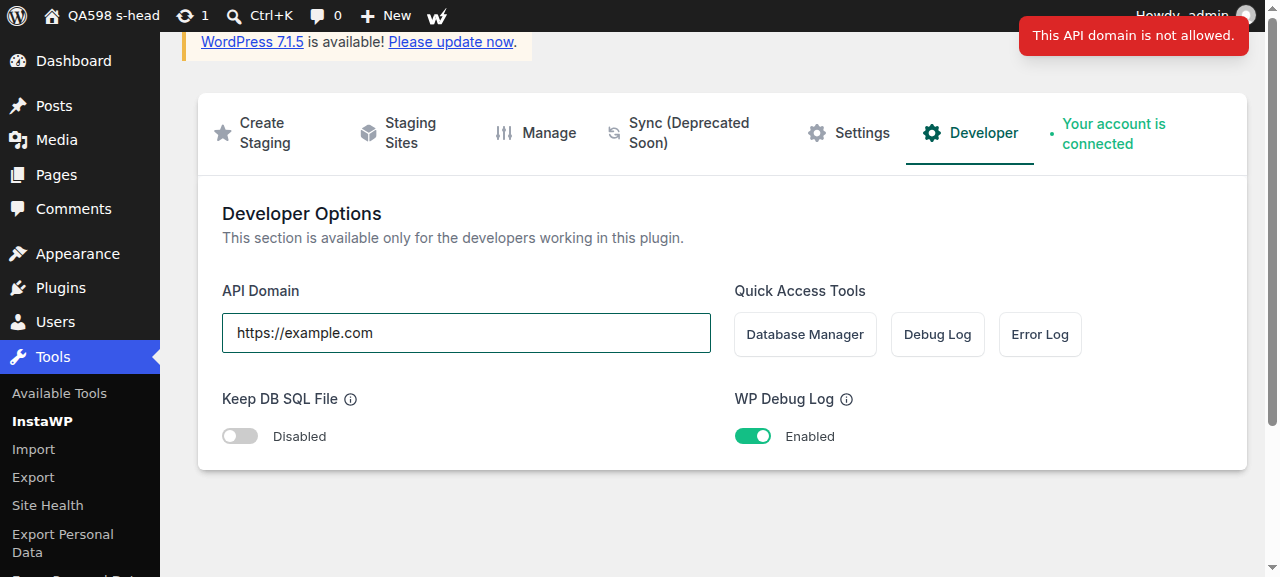 QA598 s-head
1
Ctrl+K
0
New
Howdy, admin
This API domain is not allowed.
WordPress 7.1.5 is available! Please update now.
Dashboard
Posts
Media
Pages
Comments
Appearance
Plugins
Users
Tools
Available Tools
InstaWP
Import
Export
Site Health
Export Personal
Data
Create
Staging
Staging
Sites
Manage
Sync (Deprecated
Soon)
Settings
Developer
Your account is
connected
Developer Options
This section is available only for the developers working in this plugin.
API Domain
https://example.com
Quick Access Tools
Database Manager
Debug Log
Error Log
Keep DB SQL File
Disabled
WP Debug Log
Enabled